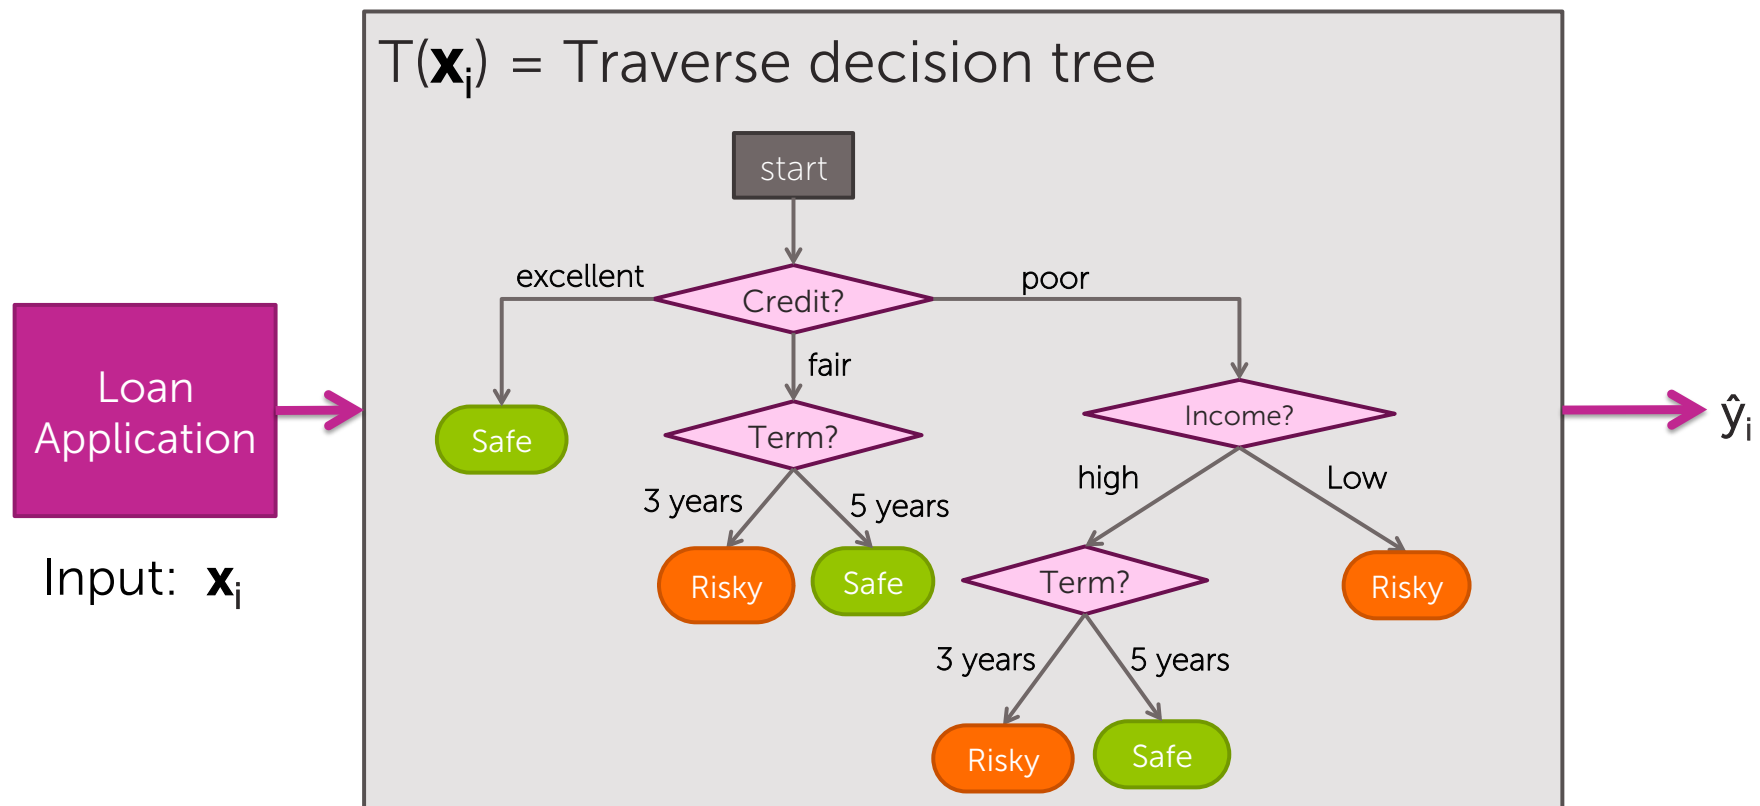 T(xᵢ) = Traverse decision tree
start
excellent
poor
Credit?
fair
Loan
Application
Input: xᵢ
Safe
Term?
Income?
3 years
5 years
high
Low
Risky
Safe
Term?
Risky
3 years
5 years
Risky
Safe
ŷᵢ